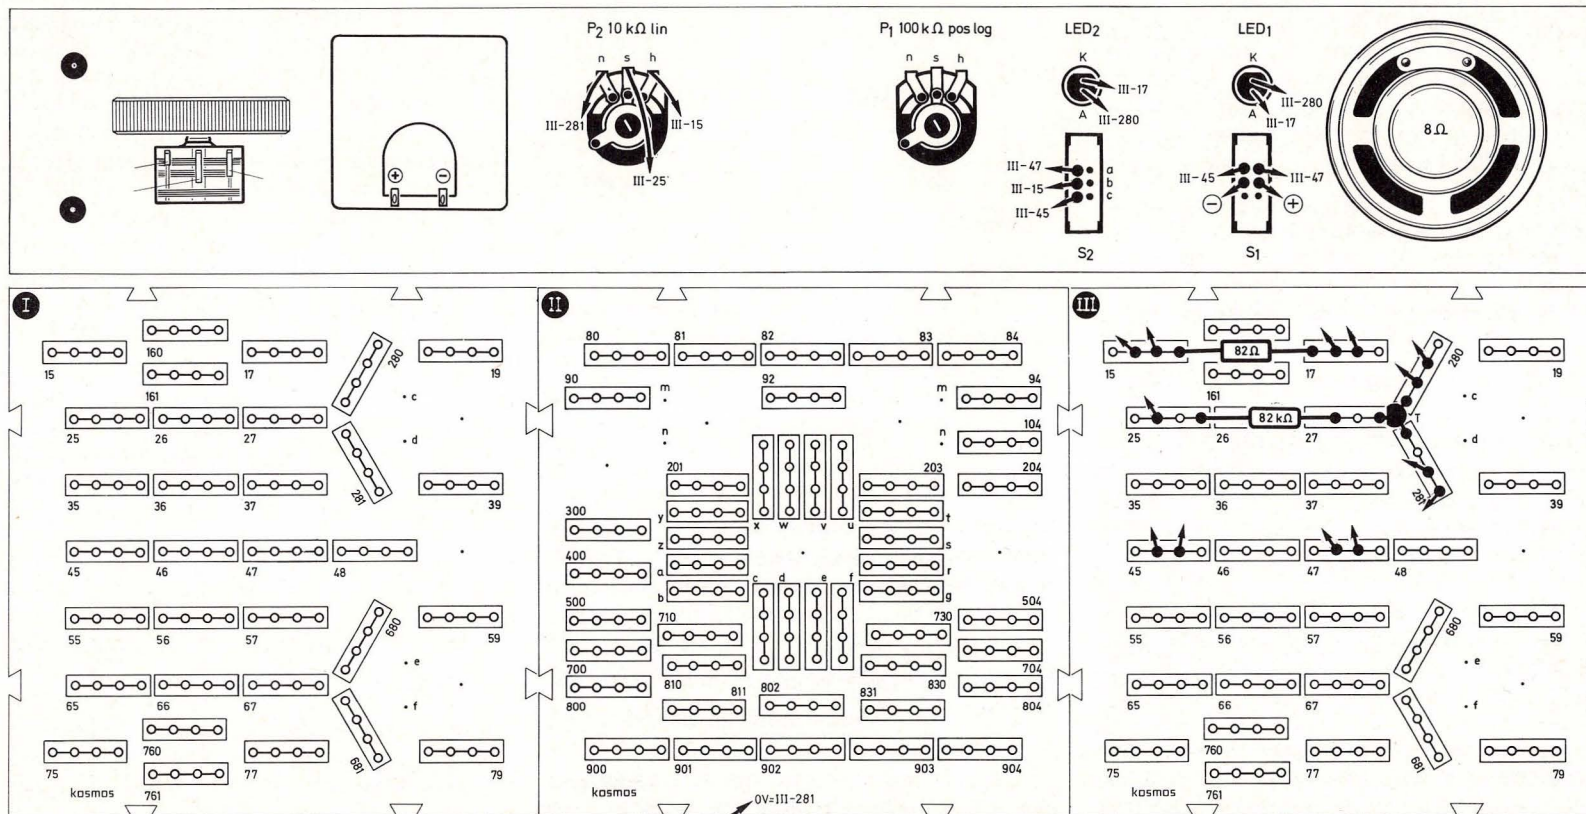 P₂ 10 kΩ lin
n s h
III-281
III-15
III-25
+ −
P₁ 100 kΩ pos log
n s h
LED₂
K
III-17
A
III-280
III-47 a
III-15 b
III-45 c
S₂
LED₁
K
III-280
A
III-17
III-45
III-47
− +
S₁
8 Ω
I
160
15 17 280 19
161
c
25 26 27
d
35 36 37 281 39
45 46 47 48
55 56 57 680 59
e
65 66 67
f
760
75 77 681 79
kosmos 761
II
80 81 82 83 84
90 m 92 m 94
n n 104
201 203 204
y x w v u t
300 z s
400 a c d e f r
b g
500 710 730 504
700 810 830 704
800 811 802 831 804
900 901 902 903 904
kosmos
0V=III-281
III
82Ω
15 17 280 19
161
c
82 kΩ T
25 26 27
d
35 36 37 281 39
45 46 47 48
55 56 57 680 59
e
65 66 67
f
760
75 77 681 79
kosmos 761